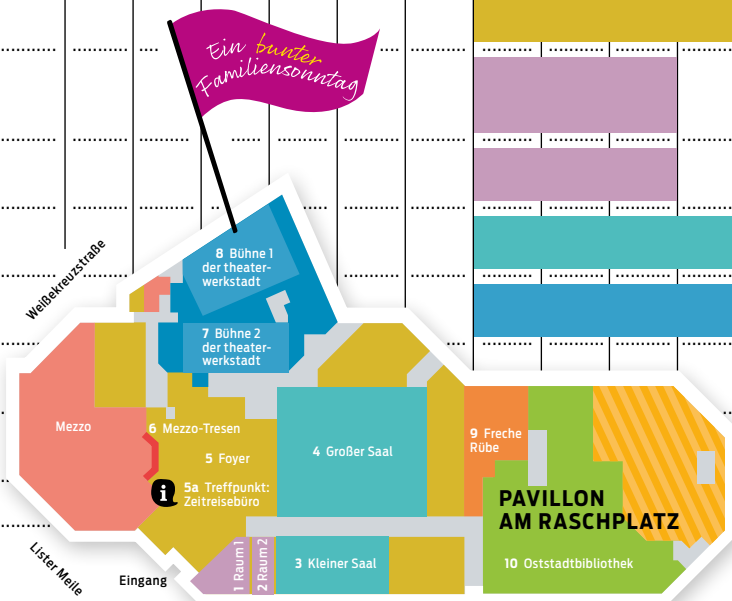 Ein bunter
Familiensonntag
Weißekreuzstraße
8 Bühne 1
der theater-
werkstadt
7 Bühne 2
der theater-
werkstadt
Mezzo
6 Mezzo-Tresen
5 Foyer
i
5a Treffpunkt:
Zeitreisebüro
4 Großer Saal
9 Freche
Rübe
PAVILLON
AM RASCHPLATZ
10 Oststadtbibliothek
1 Raum 1
2 Raum 2
3 Kleiner Saal
Lister Meile
Eingang